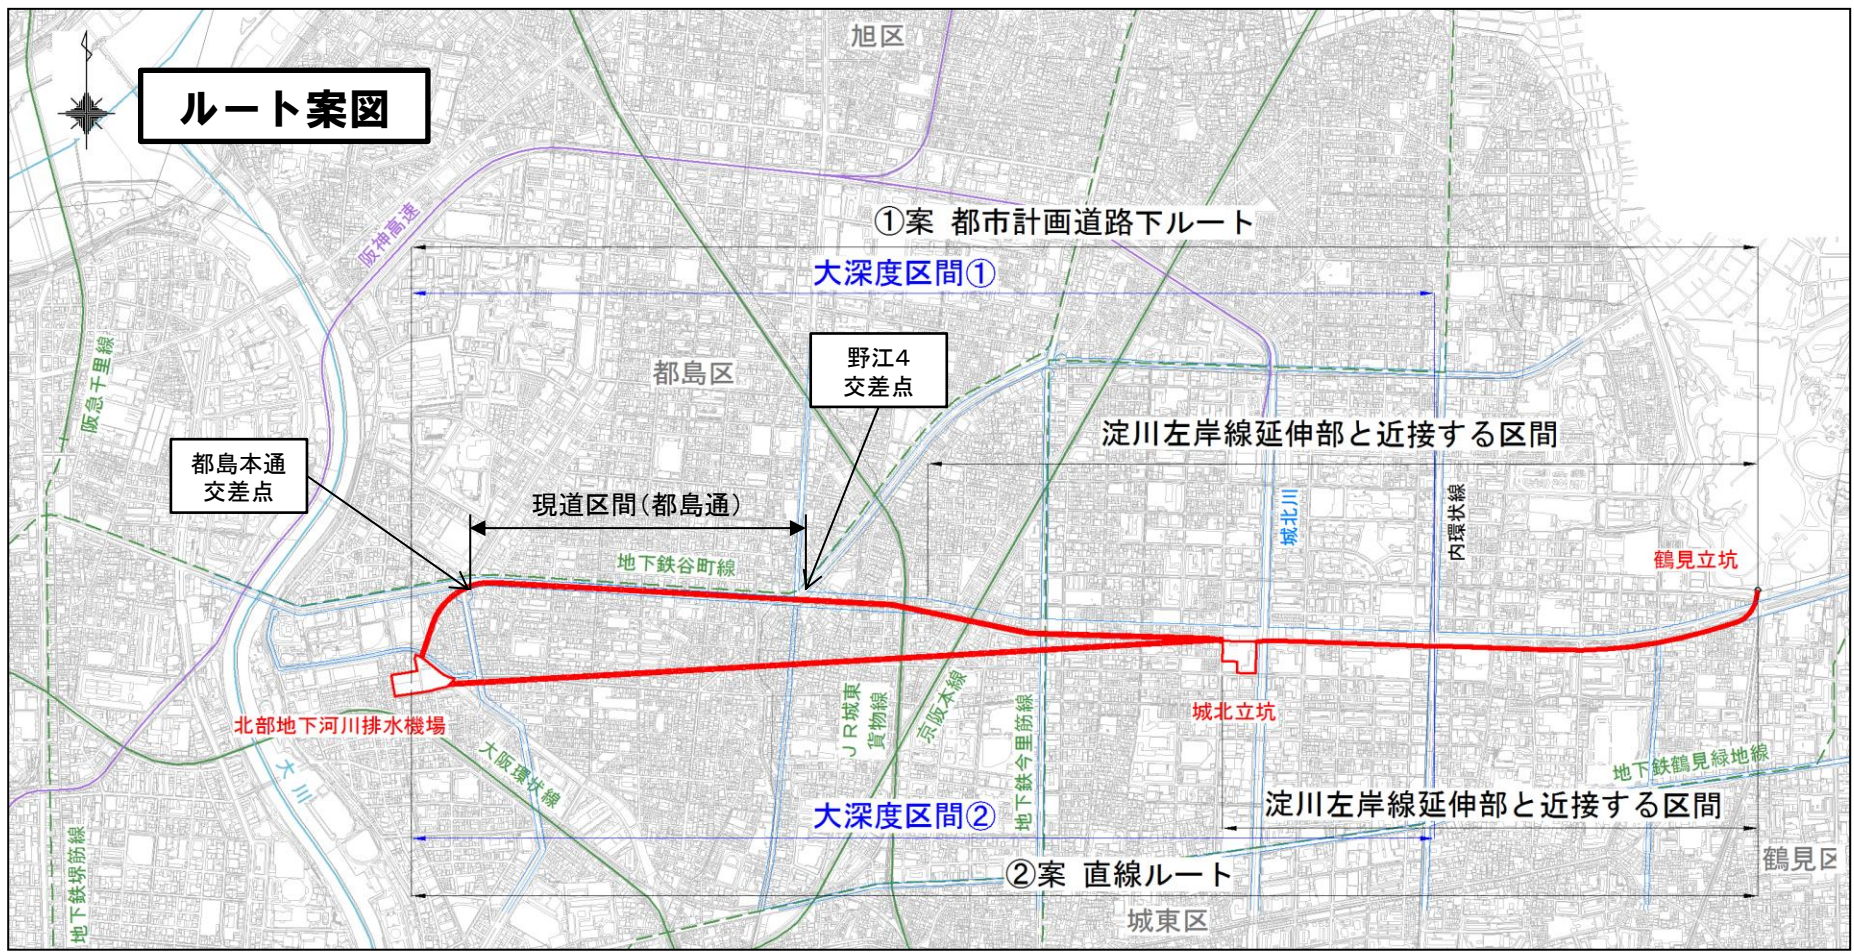 ルート案図
旭区
阪神高速
①案 都市計画道路下ルート
大深度区間①
阪急千里線
都島区
野江4
交差点
淀川左岸線延伸部と近接する区間
都島本通
交差点
現道区間(都島通)
城北川
内環状線
地下鉄谷町線
鶴見立坑
北部地下河川排水機場
大阪環状線
大川
JR城東
貨物線
京阪本線
地下鉄今里筋線
城北立坑
地下鉄鶴見緑地線
大深度区間②
淀川左岸線延伸部と近接する区間
地下鉄堺筋線
②案 直線ルート
鶴見区
城東区